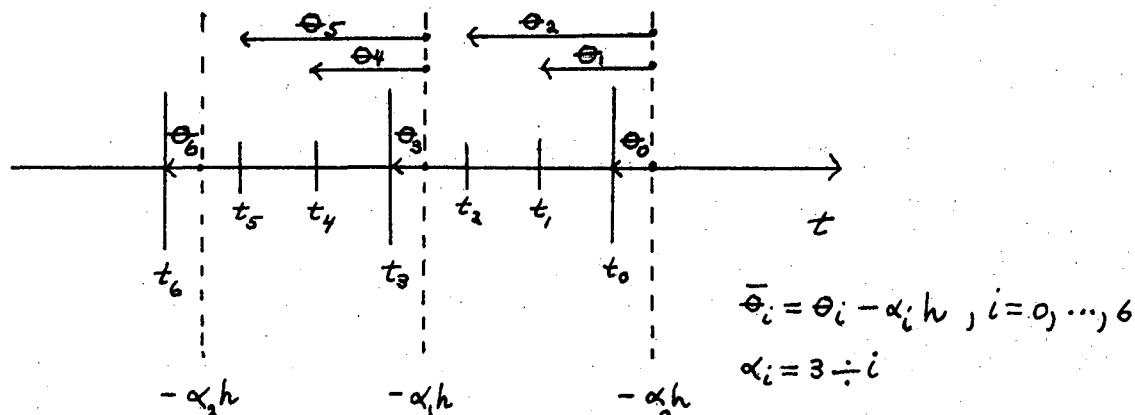 θ₅ θ₂
θ₄ θ₁
θ₆ θ₃ θ₀
t₅ t₄ t₂ t₁ t
t₆ t₃ t₀
θ̄ᵢ = θᵢ − αᵢh , i = 0, ..., 6
αᵢ = 3 ÷ i
−α₂h −α₁h −α₀h